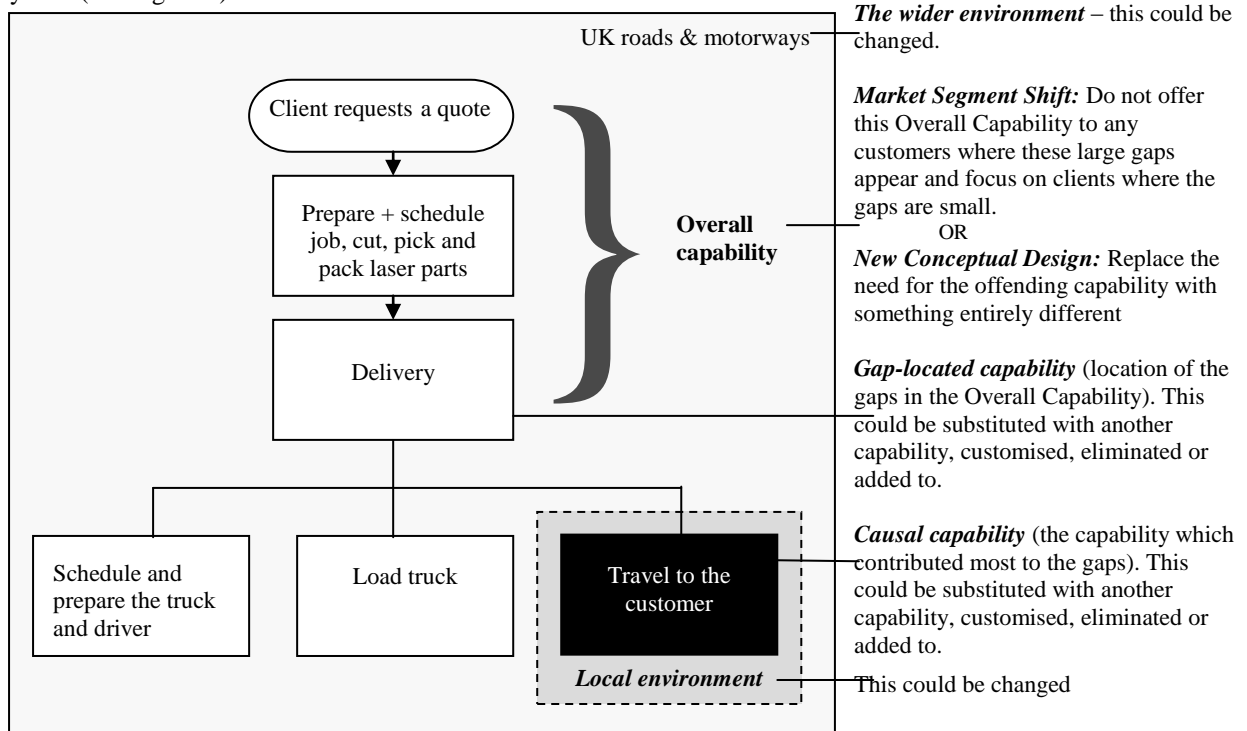 UK roads & motorways
Client requests a quote
Prepare + schedule
job, cut, pick and
pack laser parts
Delivery
Overall
capability
Schedule and
prepare the truck
and driver
Load truck
Travel to the
customer
Local environment
The wider environment – this could be
changed.
Market Segment Shift: Do not offer
this Overall Capability to any
customers where these large gaps
appear and focus on clients where the
gaps are small.
OR
New Conceptual Design: Replace the
need for the offending capability with
something entirely different
Gap-located capability (location of the
gaps in the Overall Capability). This
could be substituted with another
capability, customised, eliminated or
added to.
Causal capability (the capability which
contributed most to the gaps). This
could be substituted with another
capability, customised, eliminated or
added to.
This could be changed